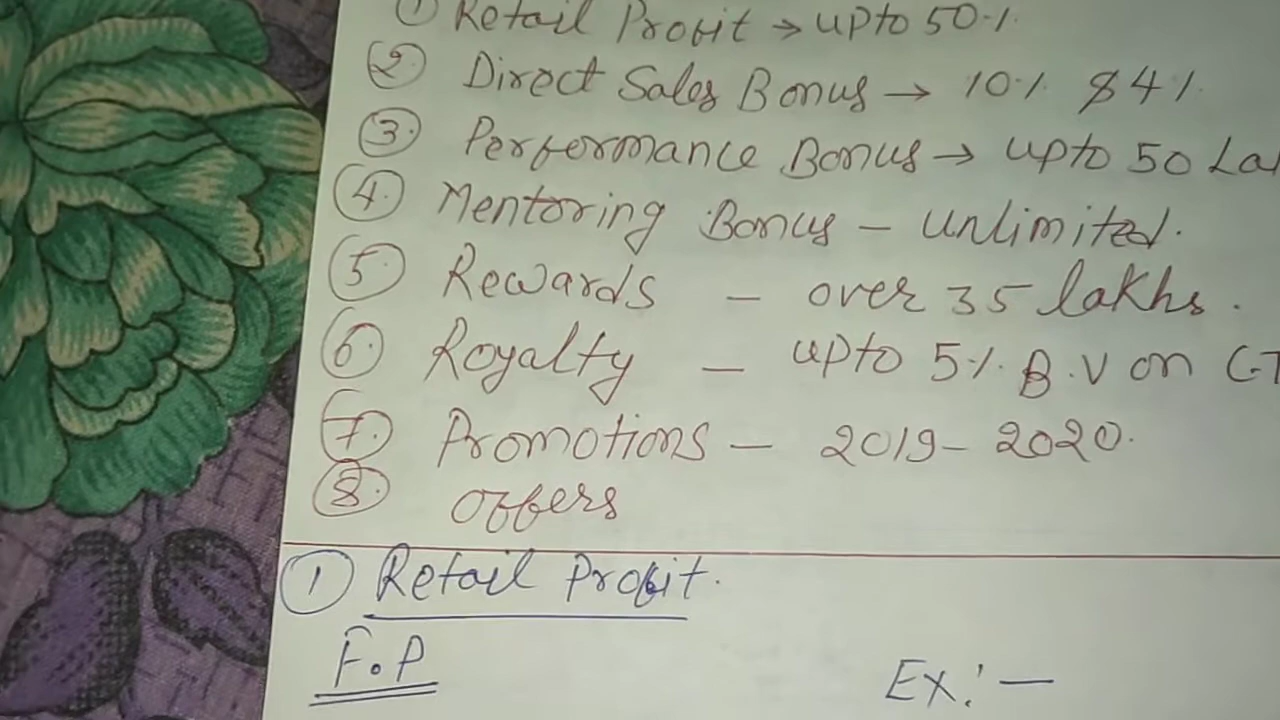 ① Retail Profit → upto 50%
② Direct Sales Bonus → 10% & 4%
③ Performance Bonus → upto 50 La
④ Mentoring Bonus – Unlimited.
⑤ Rewards – over 35 lakhs.
⑥ Royalty – upto 5% B.V on G
⑦ Promotions – 2019-2020.
⑧ Offers
① Retail Profit.
F.P
Ex:-